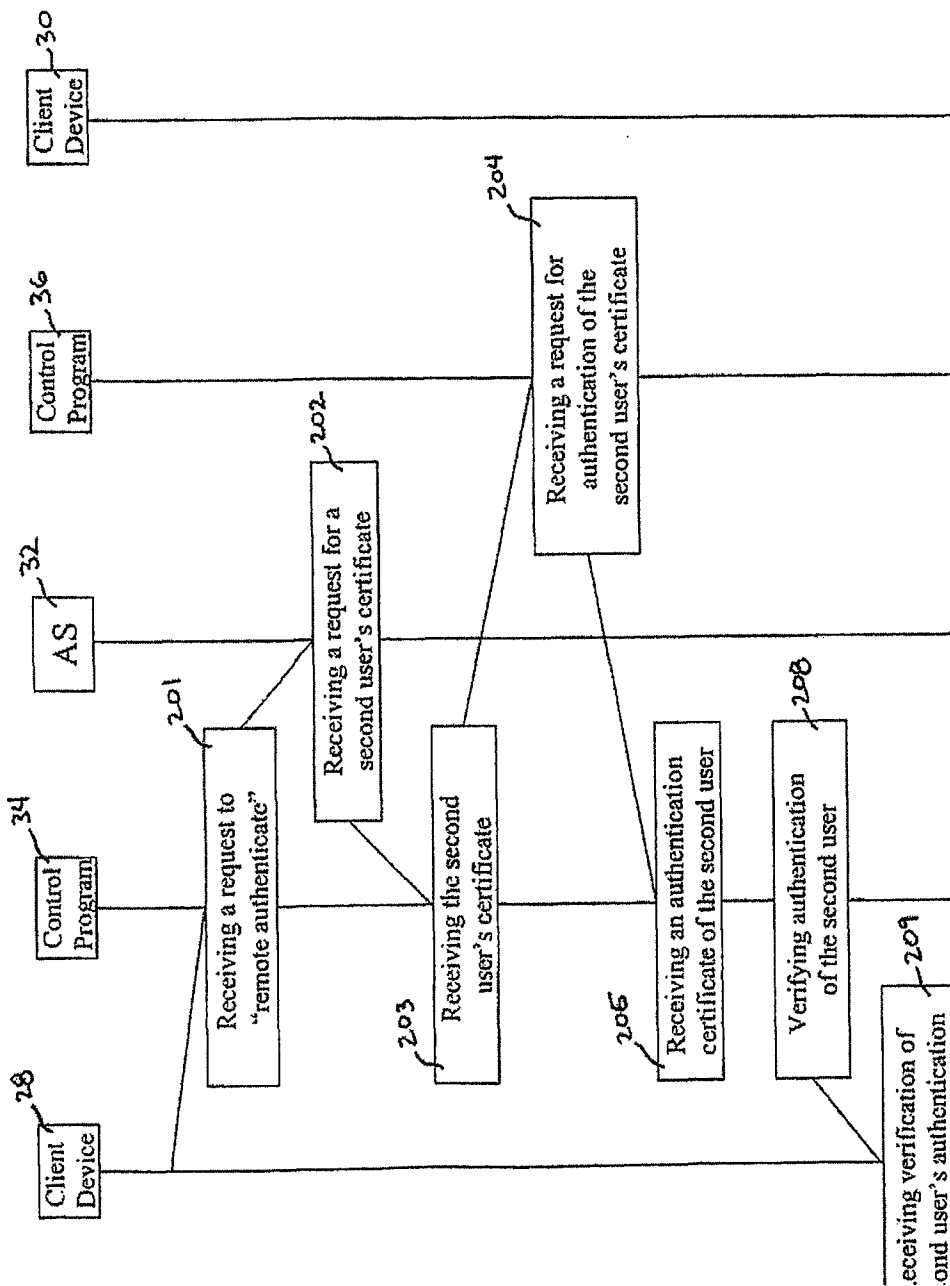 28
Client
Device
34
Control
Program
32
AS
36
Control
Program
30
Client
Device
201
Receiving a request to
"remote authenticate"
202
Receiving a request for a
second user's certificate
203
Receiving the second
user's certificate
204
Receiving a request for
authentication of the
second user's certificate
206
Receiving an authentication
certificate of the second user
208
Verifying authentication
of the second user
209
eceiving verification of
ond user's authentication